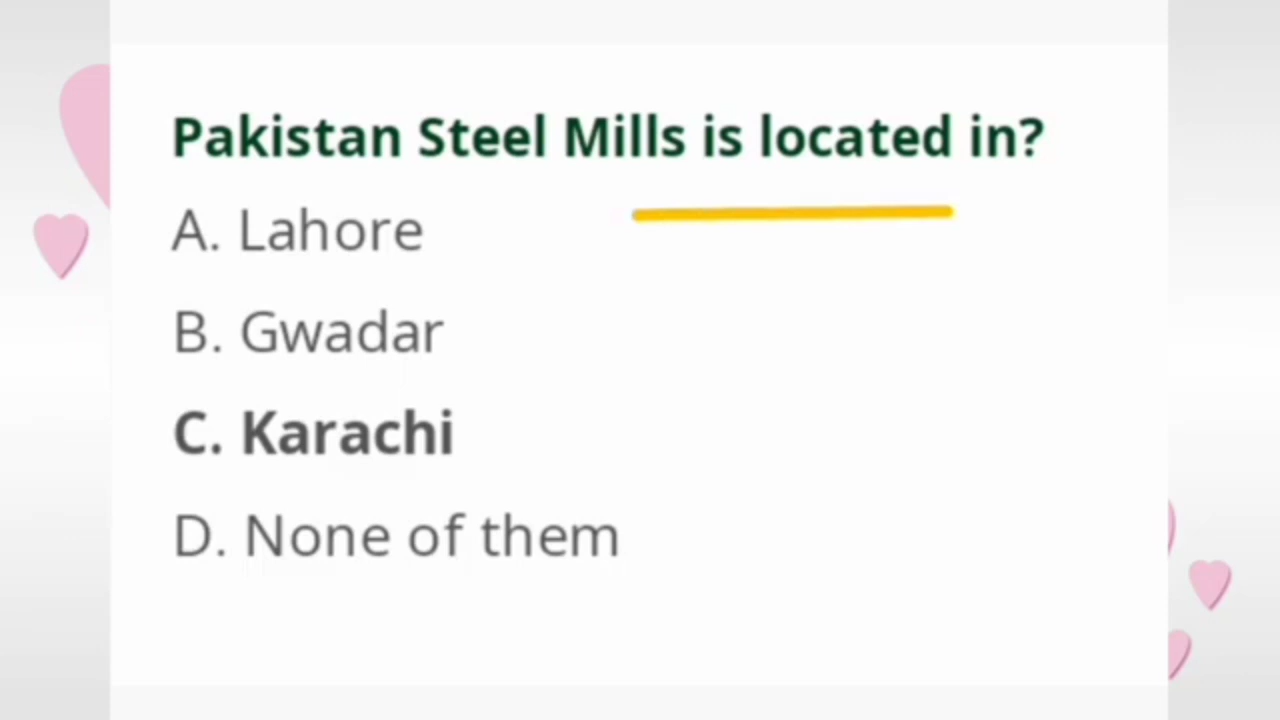 Pakistan Steel Mills is located in?
A. Lahore
B. Gwadar
C. Karachi
D. None of them